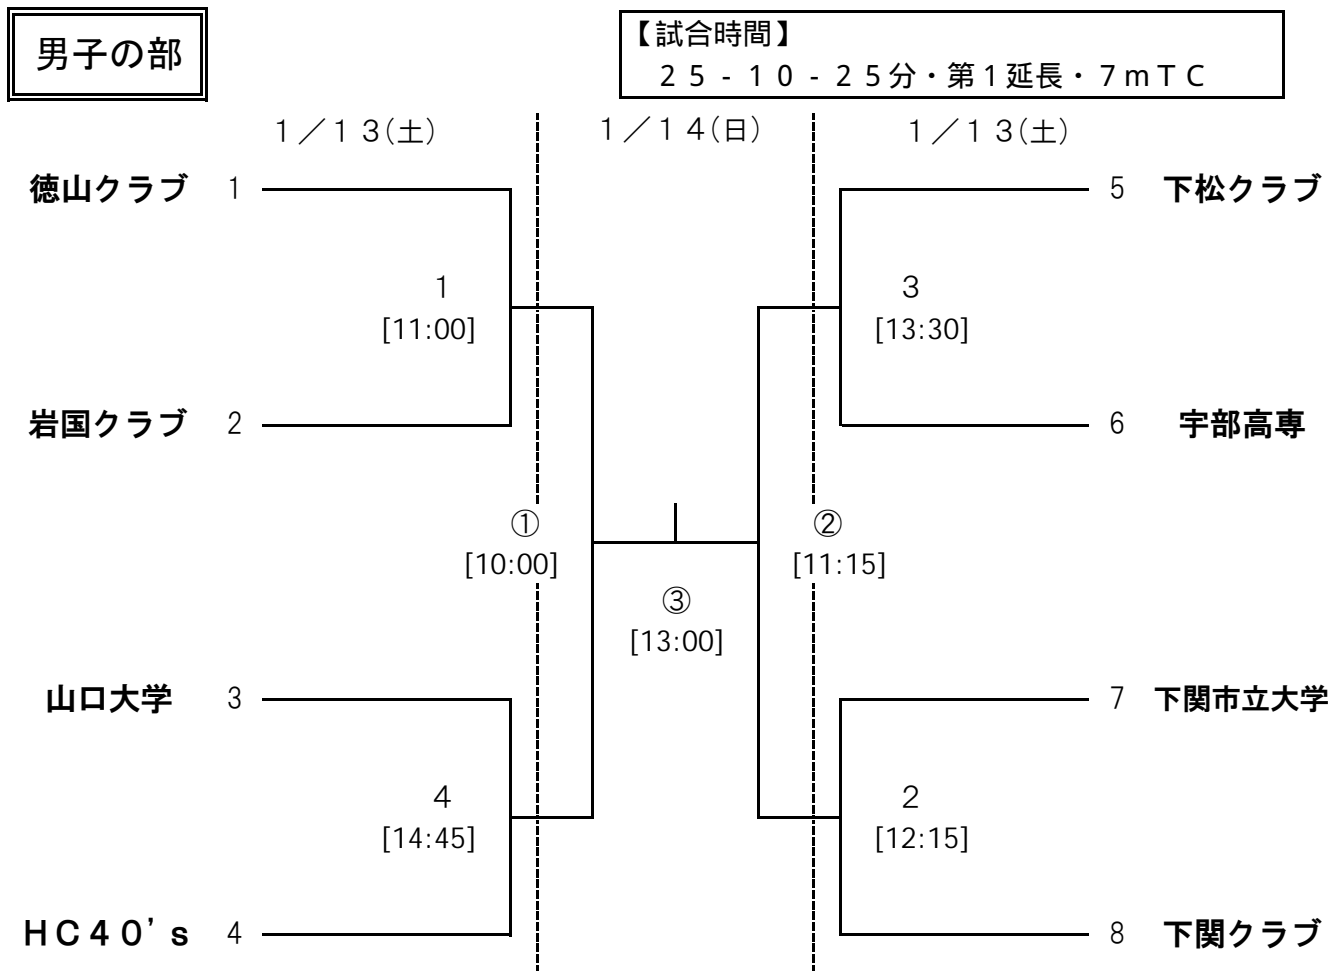 男子の部
【試合時間】
２５-１０-２５分・第１延長・７ｍＴＣ
１／１３(土)
１／１４(日)
１／１３(土)
徳山クラブ 1
5 下松クラブ
1
[11:00]
3
[13:30]
岩国クラブ 2
6 宇部高専
①
[10:00]
②
[11:15]
③
[13:00]
山口大学 3
7 下関市立大学
4
[14:45]
2
[12:15]
ＨＣ４０’ｓ 4
8 下関クラブ